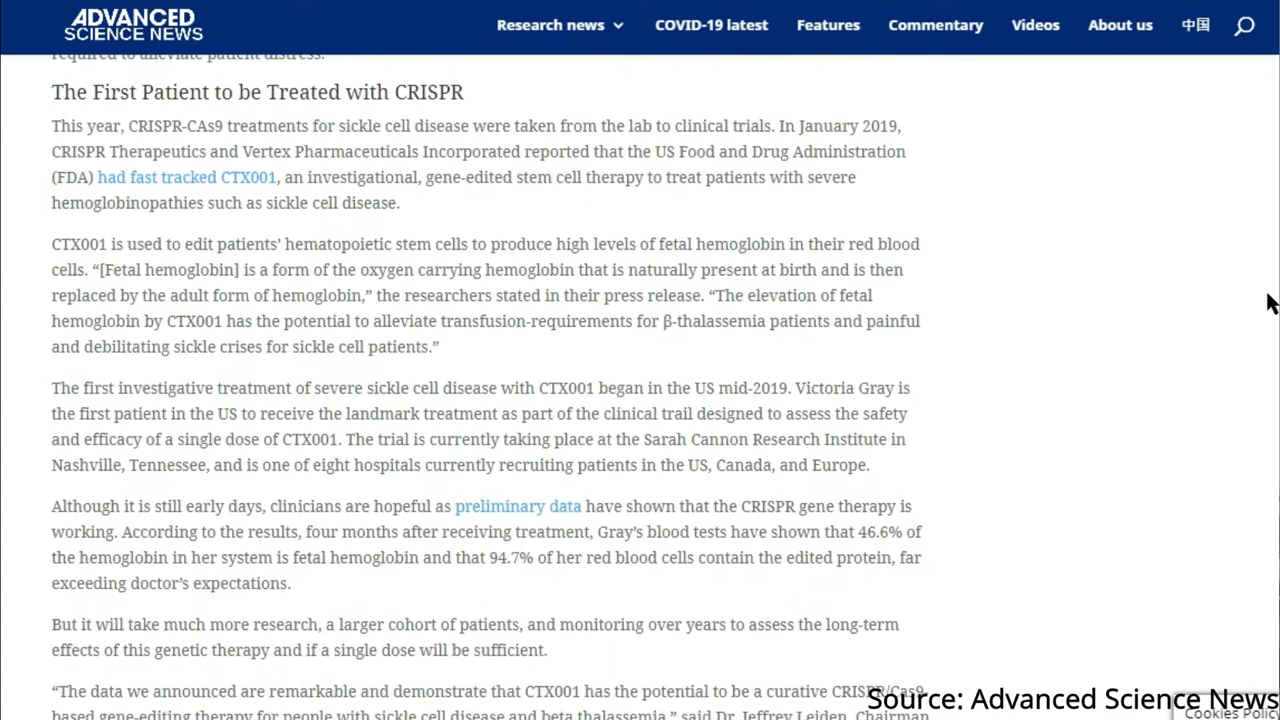 ADVANCED
SCIENCE NEWS
Research news
COVID-19 latest
Features
Commentary
Videos
About us
中国
required to alleviate patient distress.
The First Patient to be Treated with CRISPR
This year, CRISPR-CAs9 treatments for sickle cell disease were taken from the lab to clinical trials. In January 2019,
CRISPR Therapeutics and Vertex Pharmaceuticals Incorporated reported that the US Food and Drug Administration
(FDA) had fast tracked CTX001, an investigational, gene-edited stem cell therapy to treat patients with severe
hemoglobinopathies such as sickle cell disease.
CTX001 is used to edit patients’ hematopoietic stem cells to produce high levels of fetal hemoglobin in their red blood
cells. “[Fetal hemoglobin] is a form of the oxygen carrying hemoglobin that is naturally present at birth and is then
replaced by the adult form of hemoglobin,” the researchers stated in their press release. “The elevation of fetal
hemoglobin by CTX001 has the potential to alleviate transfusion-requirements for β-thalassemia patients and painful
and debilitating sickle crises for sickle cell patients.”
The first investigative treatment of severe sickle cell disease with CTX001 began in the US mid-2019. Victoria Gray is
the first patient in the US to receive the landmark treatment as part of the clinical trail designed to assess the safety
and efficacy of a single dose of CTX001. The trial is currently taking place at the Sarah Cannon Research Institute in
Nashville, Tennessee, and is one of eight hospitals currently recruiting patients in the US, Canada, and Europe.
Although it is still early days, clinicians are hopeful as preliminary data have shown that the CRISPR gene therapy is
working. According to the results, four months after receiving treatment, Gray’s blood tests have shown that 46.6% of
the hemoglobin in her system is fetal hemoglobin and that 94.7% of her red blood cells contain the edited protein, far
exceeding doctor’s expectations.
But it will take much more research, a larger cohort of patients, and monitoring over years to assess the long-term
effects of this genetic therapy and if a single dose will be sufficient.
“The data we announced are remarkable and demonstrate that CTX001 has the potential to be a curative CRISPR/Cas9
based gene-editing therapy for people with sickle cell disease and beta thalassemia,” said Dr. Jeffrey Leiden, Chairman
Source: Advanced Science News
Cookies Polic